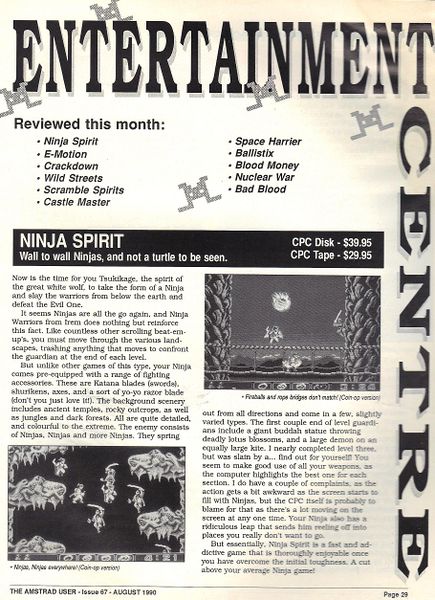 ENTERTAINMENT
CENTRE
Reviewed this month:
• Ninja Spirit
• E-Motion
• Crackdown
• Wild Streets
• Scramble Spirits
• Castle Master
• Space Harrier
• Ballistix
• Blood Money
• Nuclear War
• Bad Blood
NINJA SPIRIT
Wall to wall Ninjas, and not a turtle to be seen.
CPC Disk - $39.95
CPC Tape - $29.95
Now is the time for you Tsukikage, the spirit of
the great white wolf, to take the form of a Ninja
and slay the warriors from below the earth and
defeat the Evil One.
It seems Ninjas are all the go again, and Ninja
Warriors from Irem does nothing but reinforce
this fact. Like countless other scrolling beat-em-
up's, you must move through the various land-
scapes, trashing anything that moves to confront
the guardian at the end of each level.
But unlike other games of this type, your Ninja
comes pre-equipped with a range of fighting
accessories. These are Katana blades (swords),
shurikens, axes, and a sort of yo-yo razor blade
(don't you just love it!). The background scenery
includes ancient temples, rocky outcrops, as well
as jungles and dark forests. All are quite detailed,
and colourful to the extreme. The enemy consists
of Ninjas, Ninjas and more Ninjas. They spring
• Ninjas, Ninjas everywhere! (Coin-op version)
• Fireballs and rope bridges don't match! (Coin-op version)
out from all directions and come in a few, slightly
varied types. The first couple end of level guardi-
ans include a giant buddah statue throwing
deadly lotus blossoms, and a large demon on an
equally large kite. I nearly completed level three,
but was slain by a... find out for yourself! You
seem to make good use of all your weapons, as
the computer highlights the best one for each
section. I do have a couple of complaints, as the
action gets a bit awkward as the screen starts to
fill with Ninjas, but the CPC itself is probably to
blame for that as there's a lot moving on the
screen at any one time. Your Ninja also has a
ridiculous leap that sends him reeling off into
places you really don't want to go.
But essentially, Ninja Spirit is a fast and ad-
dictive game that is thoroughly enjoyable once
you have overcome the initial toughness. A cut
above your average Ninja game!
THE AMSTRAD USER - Issue 67 - AUGUST 1990
Page 29